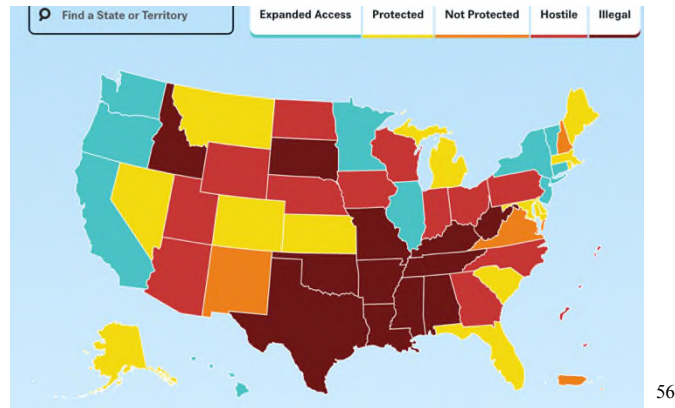 Find a State or Territory
Expanded Access Protected Not Protected Hostile Illegal
56